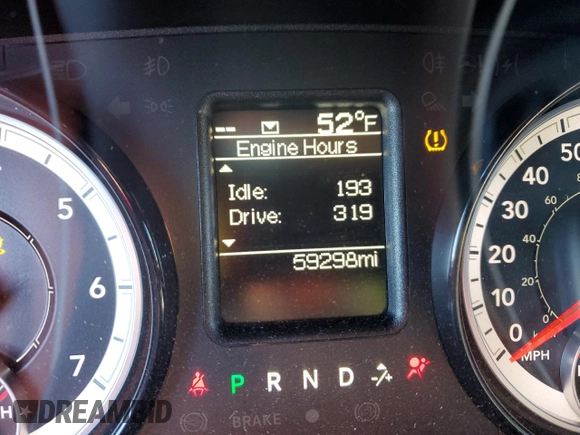 -- 52°F
Engine Hours
Idle: 193
Drive: 319
59298mi
5
6
7
50
40
30
20
10
0
MPH
P R N D -/+
BRAKE
DREAMBID